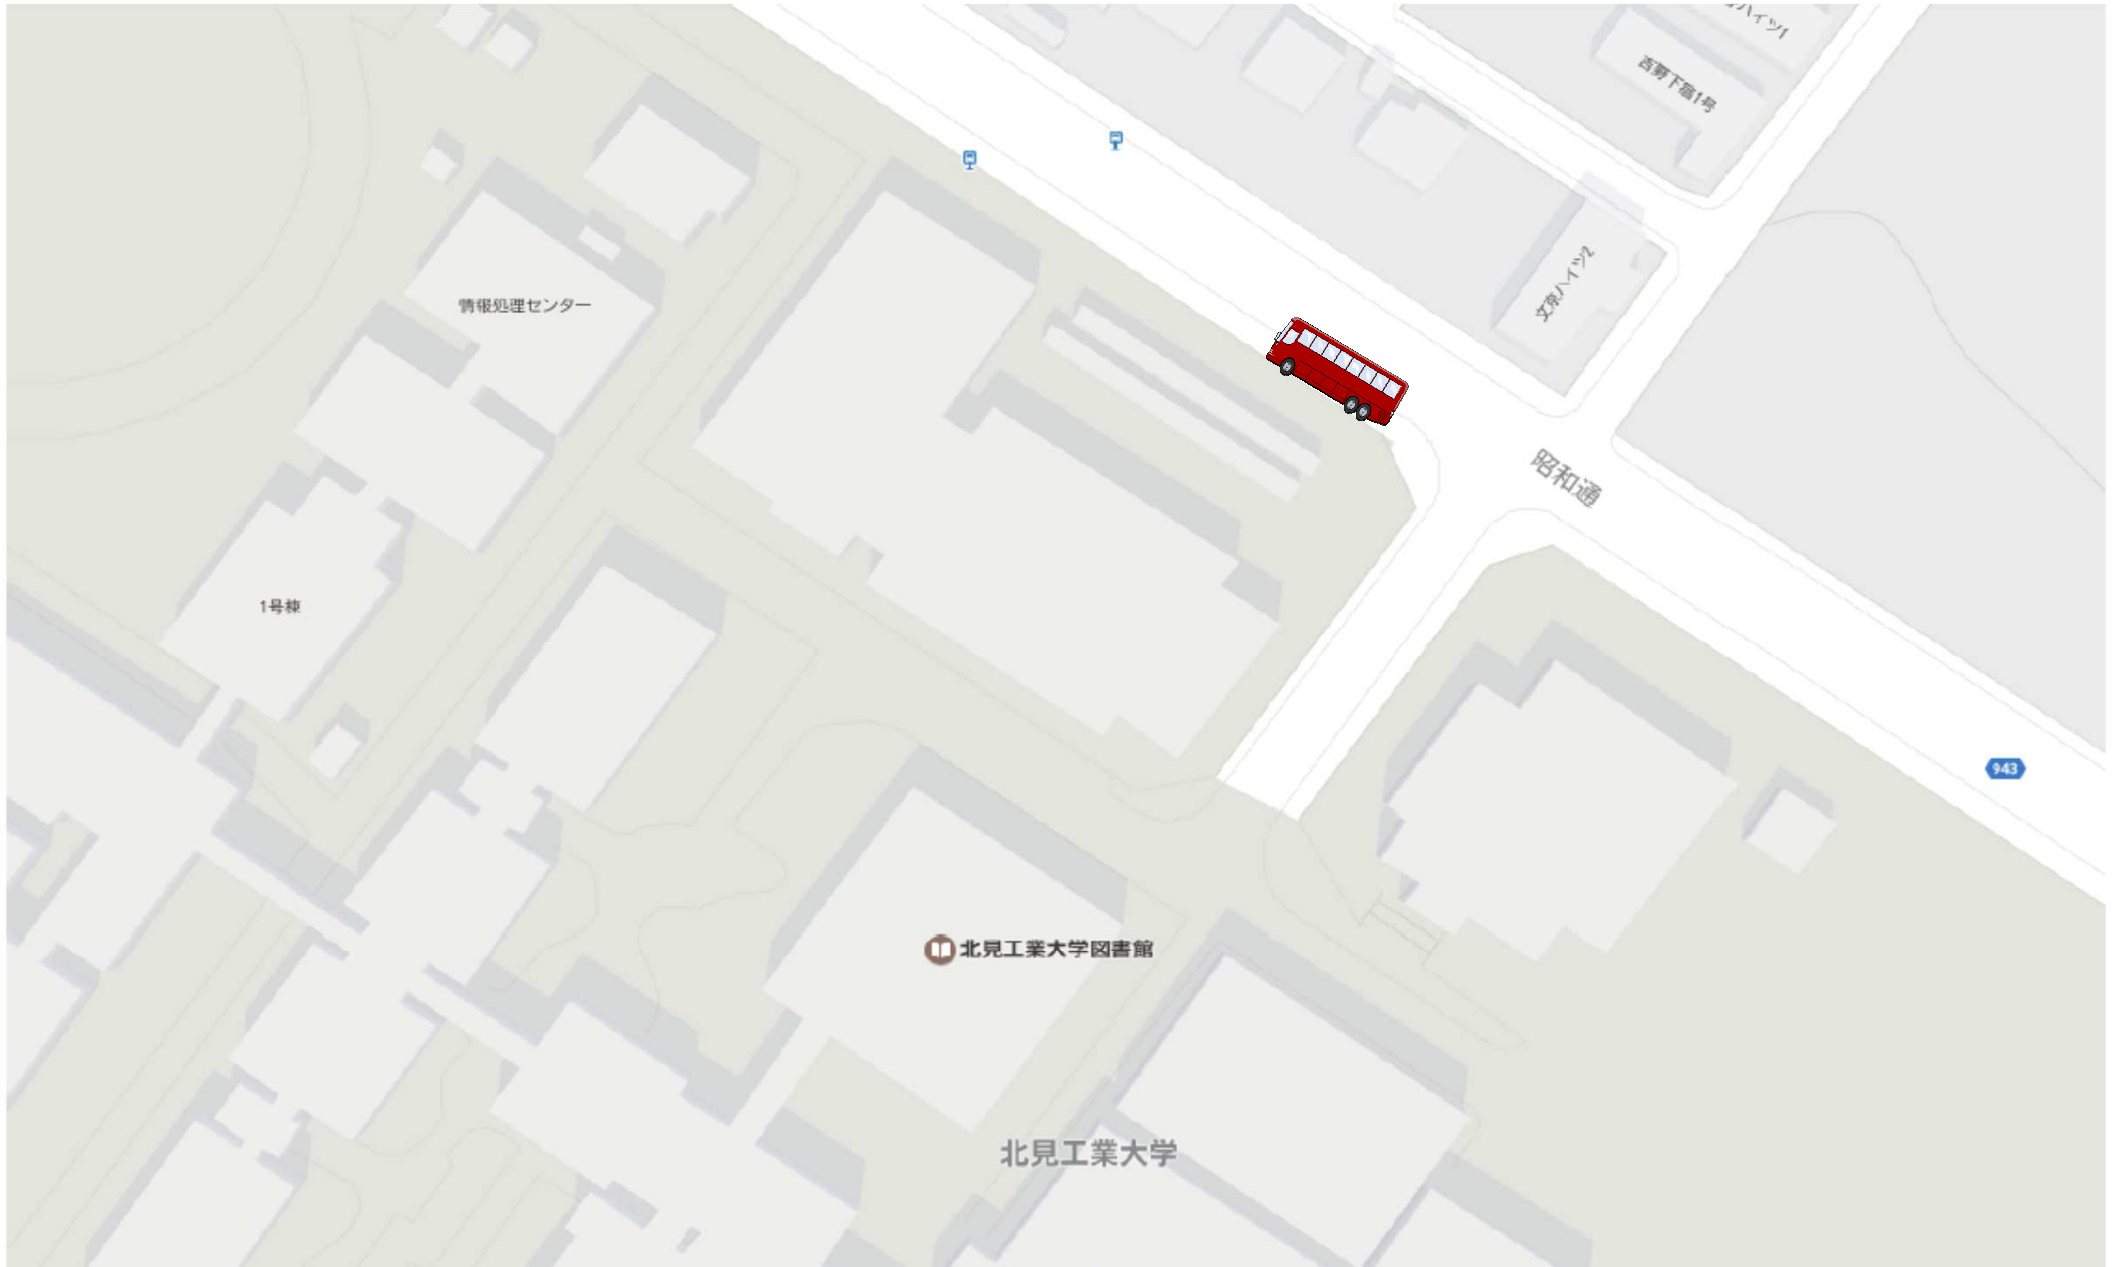 吉野下宿1号
文京ハイツ2
情報処理センター
昭和通
1号棟
943
北見工業大学図書館
北見工業大学